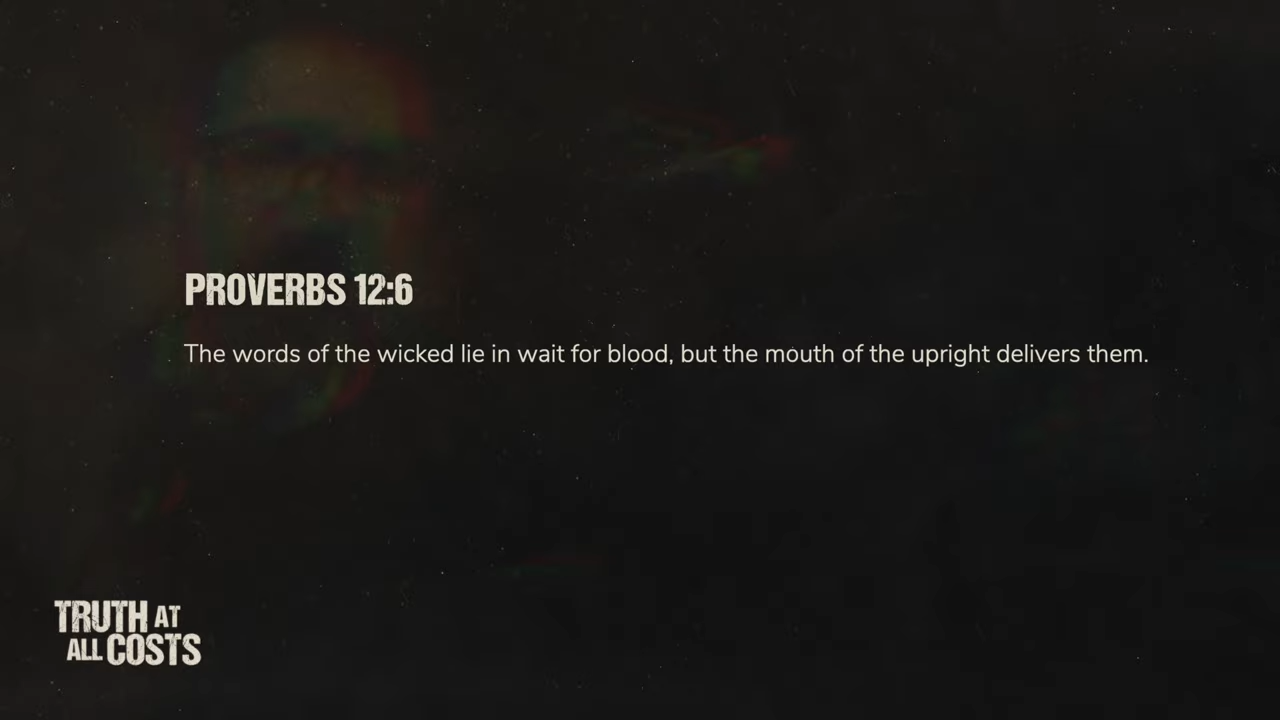 PROVERBS 12:6
The words of the wicked lie in wait for blood, but the mouth of the upright delivers them.
TRUTH AT
ALL COSTS